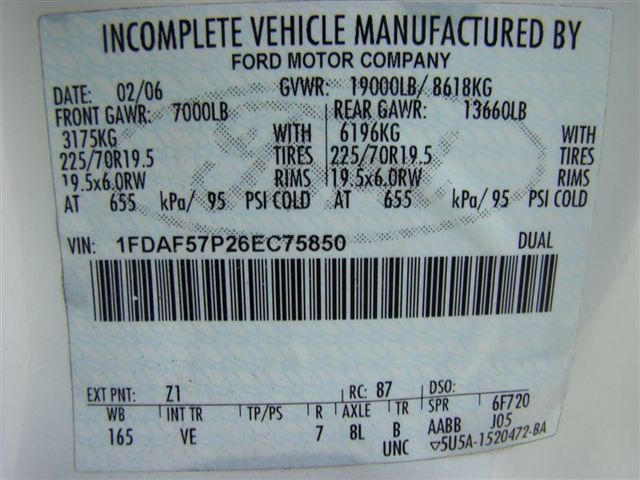 INCOMPLETE VEHICLE MANUFACTURED BY
FORD MOTOR COMPANY
DATE: 02/06 GVWR: 19000LB/ 8618KG
FRONT GAWR: 7000LB REAR GAWR: 13660LB
3175KG WITH 6196KG WITH
225/70R19.5 TIRES 225/70R19.5 TIRES
19.5x6.0RW RIMS 19.5x6.0RW RIMS
AT 655 kPa/ 95 PSI COLD AT 655 kPa/ 95 PSI COLD
VIN: 1FDAF57P26EC75850 DUAL
EXT PNT: Z1 RC: 87 DSO:
WB INT TR TP/PS R AXLE TR SPR 6F720
165 VE 7 8L B AABB J05
UNC ▽5U5A-1520472-BA